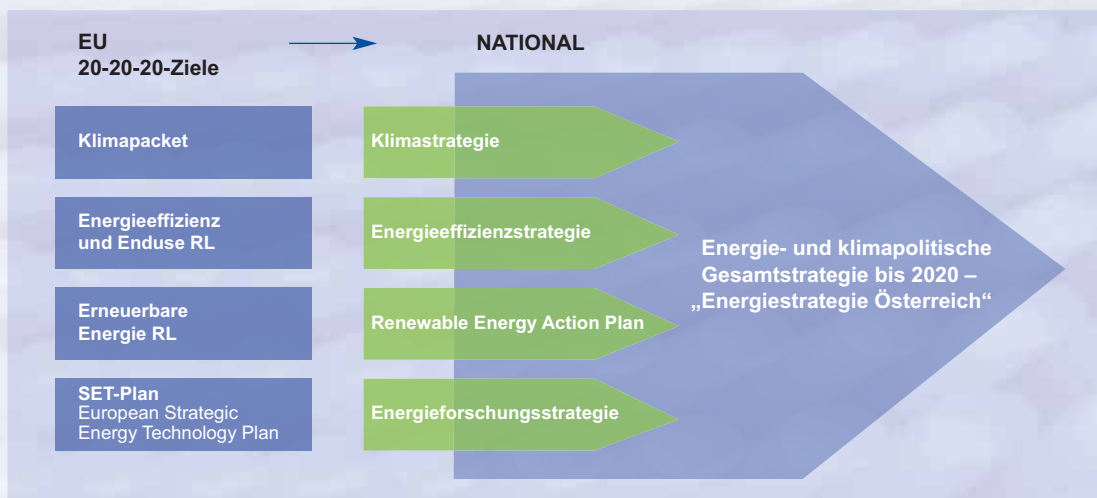 EU
20-20-20-Ziele
NATIONAL
Klimapacket
Klimastrategie
Energieeffizienz
und Enduse RL
Energieeffizienzstrategie
Erneuerbare
Energie RL
Renewable Energy Action Plan
SET-Plan
European Strategic
Energy Technology Plan
Energieforschungsstrategie
Energie- und klimapolitische
Gesamtstrategie bis 2020 –
„Energiestrategie Österreich“